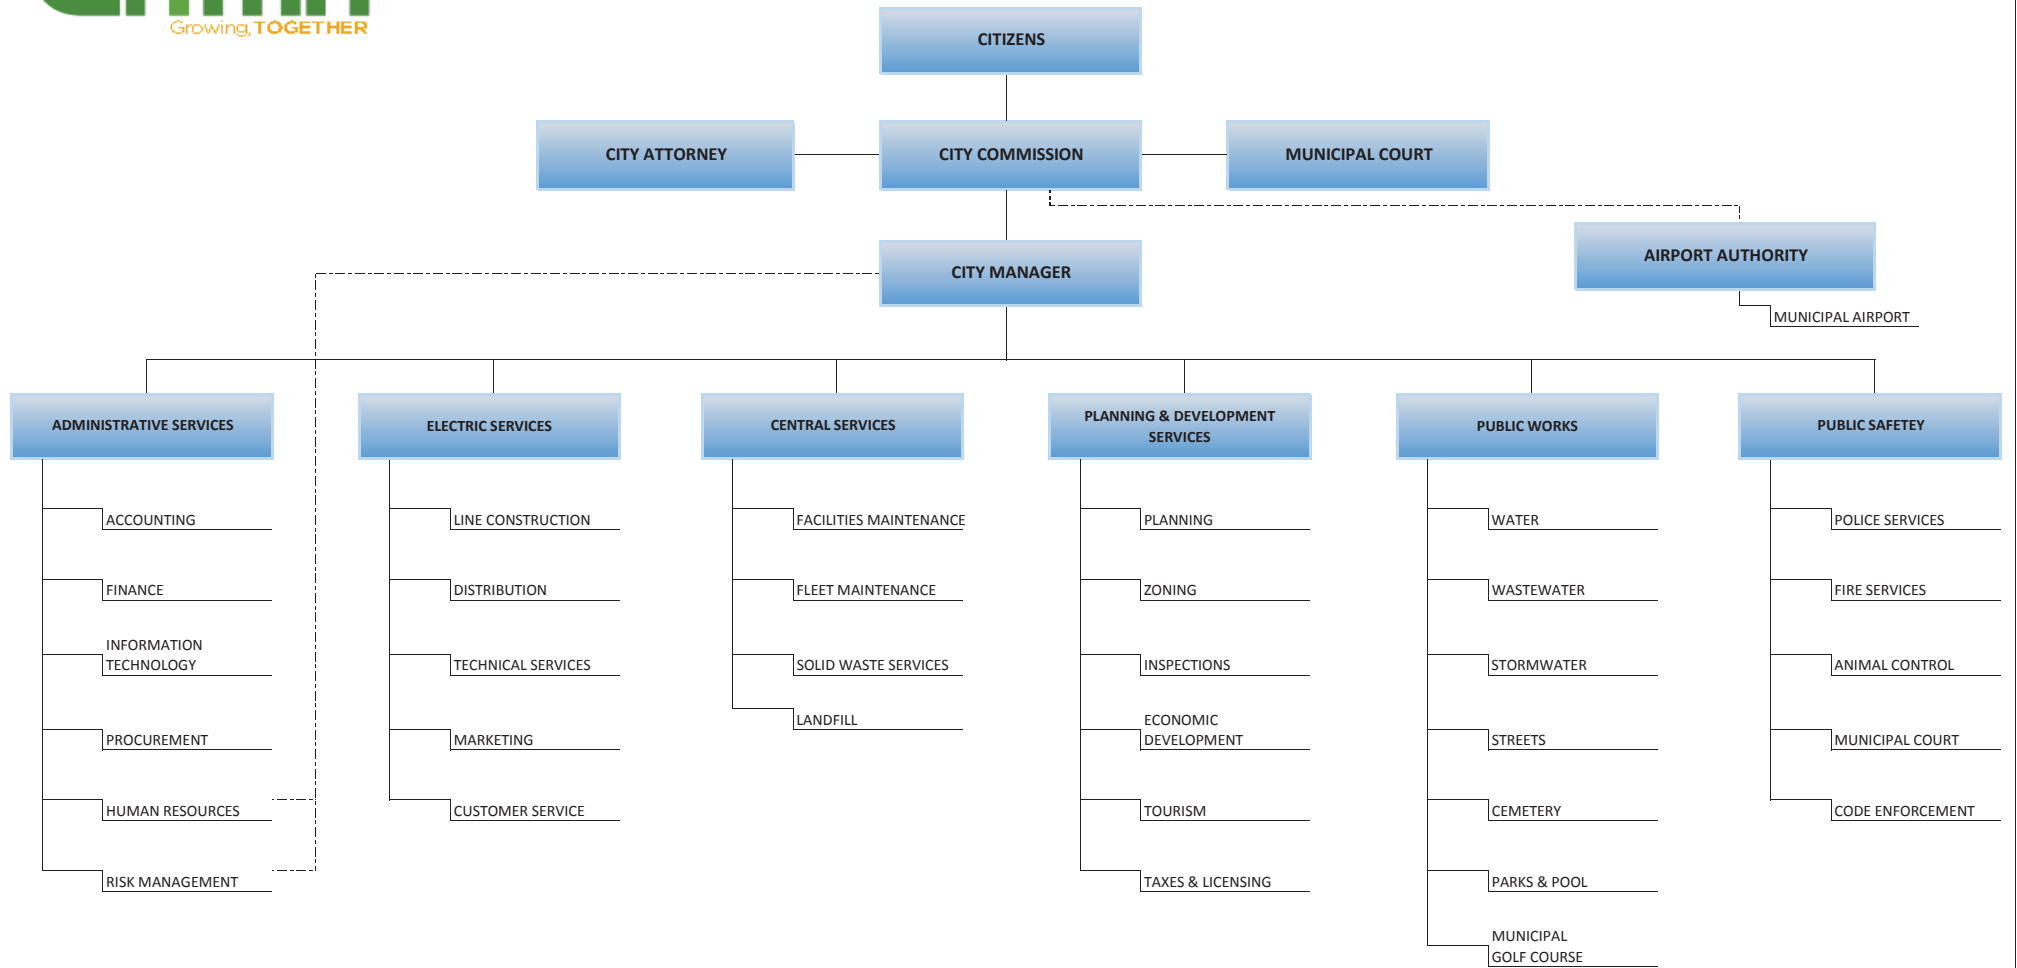 Growing, TOGETHER
CITIZENS
CITY ATTORNEY
CITY COMMISSION
MUNICIPAL COURT
CITY MANAGER
AIRPORT AUTHORITY
MUNICIPAL AIRPORT
ADMINISTRATIVE SERVICES
ACCOUNTING
FINANCE
INFORMATION
TECHNOLOGY
PROCUREMENT
HUMAN RESOURCES
RISK MANAGEMENT
ELECTRIC SERVICES
LINE CONSTRUCTION
DISTRIBUTION
TECHNICAL SERVICES
MARKETING
CUSTOMER SERVICE
CENTRAL SERVICES
FACILITIES MAINTENANCE
FLEET MAINTENANCE
SOLID WASTE SERVICES
LANDFILL
PLANNING & DEVELOPMENT
SERVICES
PLANNING
ZONING
INSPECTIONS
ECONOMIC
DEVELOPMENT
TOURISM
TAXES & LICENSING
PUBLIC WORKS
WATER
WASTEWATER
STORMWATER
STREETS
CEMETERY
PARKS & POOL
MUNICIPAL
GOLF COURSE
PUBLIC SAFETEY
POLICE SERVICES
FIRE SERVICES
ANIMAL CONTROL
MUNICIPAL COURT
CODE ENFORCEMENT